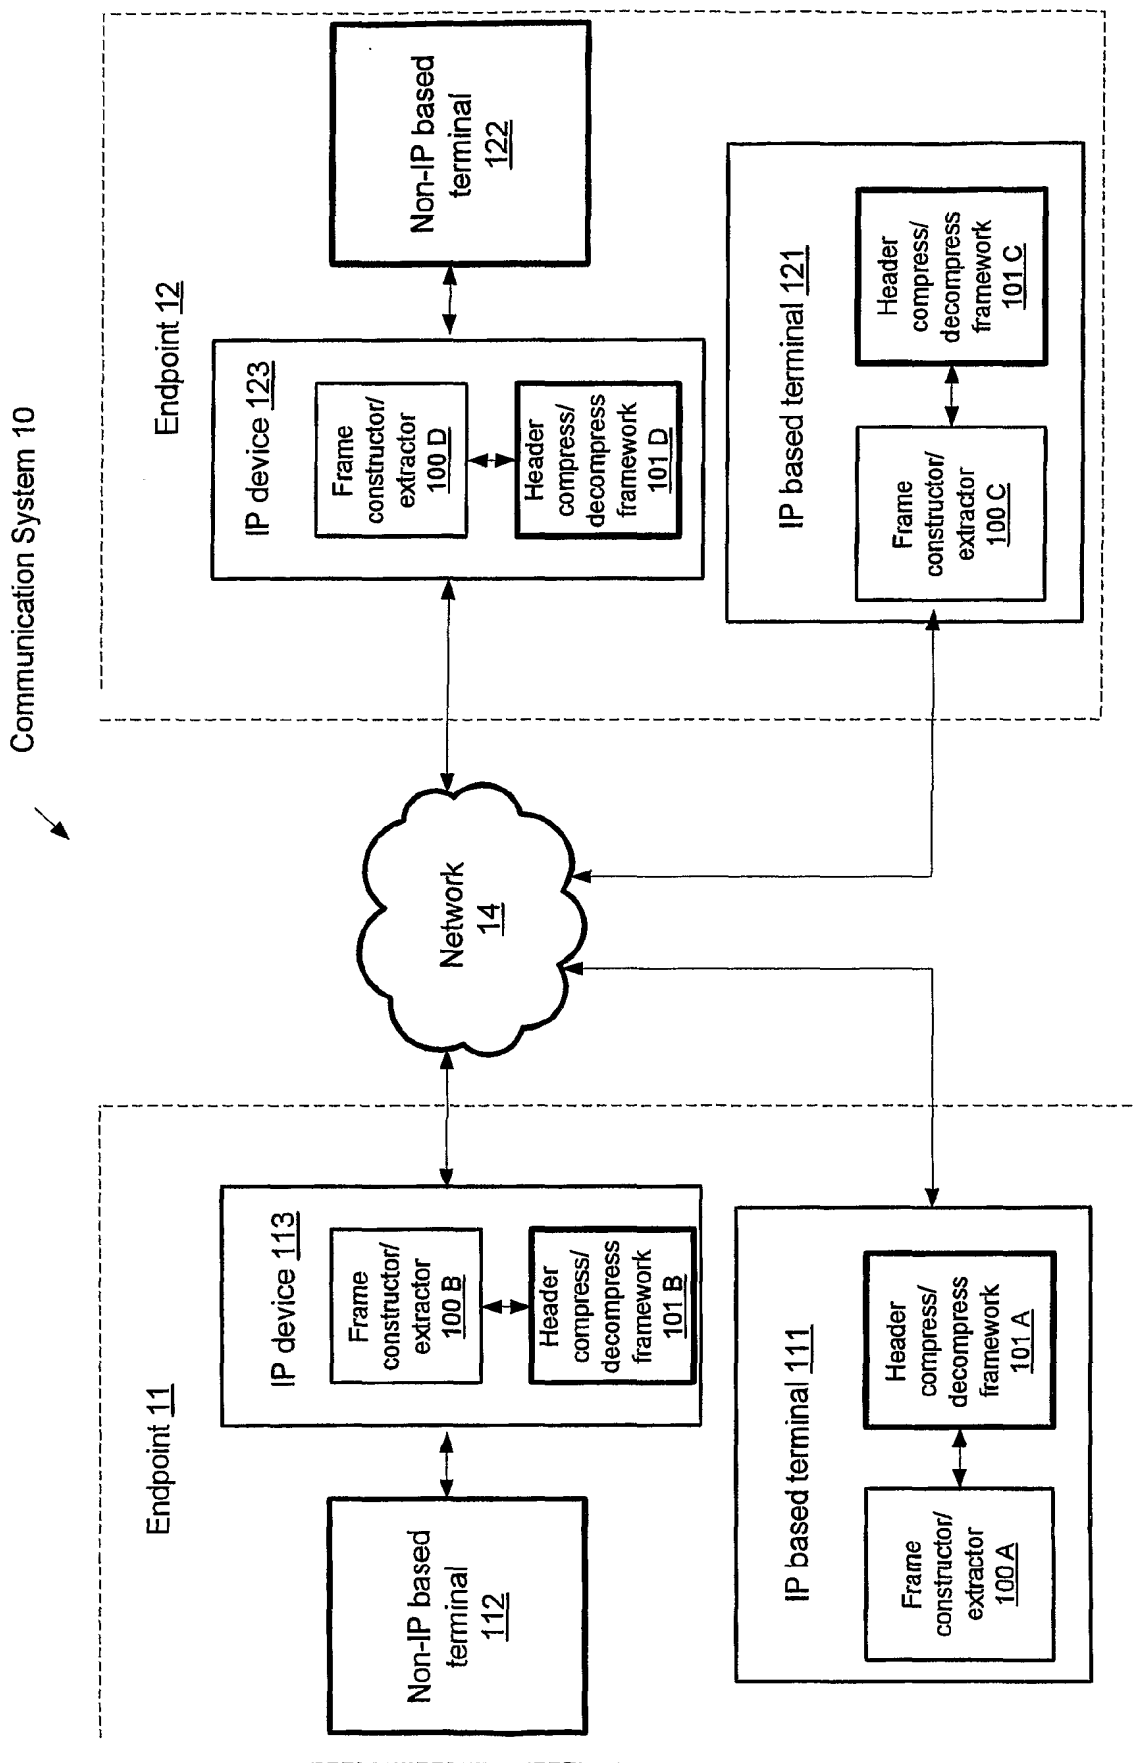 Communication System 10
Endpoint 11
Non-IP based
terminal
112
IP device 113
Frame
constructor/
extractor
100 B
Header
compress/
decompress
framework
101 B
IP based terminal 111
Frame
constructor/
extractor
100 A
Header
compress/
decompress
framework
101 A
Network
14
Endpoint 12
IP device 123
Frame
constructor/
extractor
100 D
Header
compress/
decompress
framework
101 D
Non-IP based
terminal
122
IP based terminal 121
Frame
constructor/
extractor
100 C
Header
compress/
decompress
framework
101 C